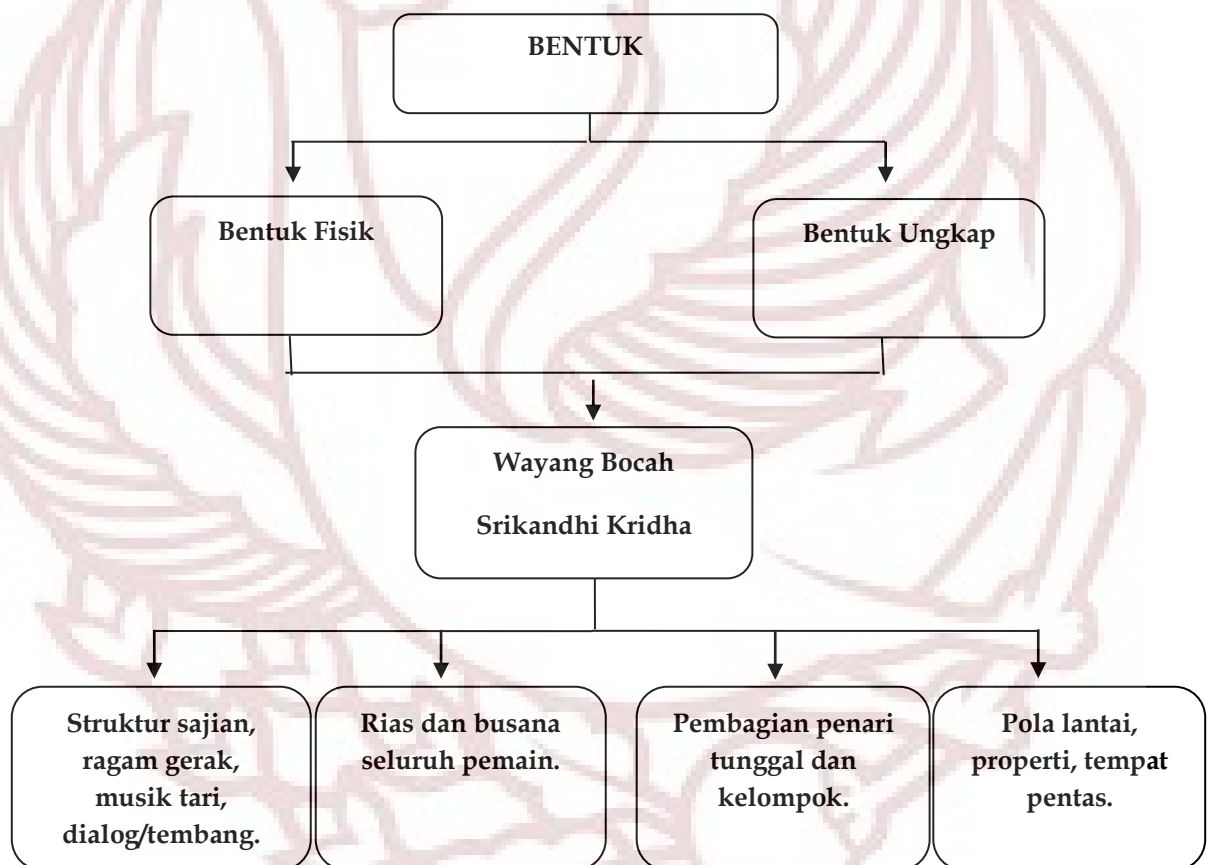 BENTUK
Bentuk Fisik
Bentuk Ungkap
Wayang Bocah
Srikandhi Kridha
Struktur sajian,
ragam gerak,
musik tari,
dialog/tembang.
Rias dan busana
seluruh pemain.
Pembagian penari
tunggal dan
kelompok.
Pola lantai,
properti, tempat
pentas.